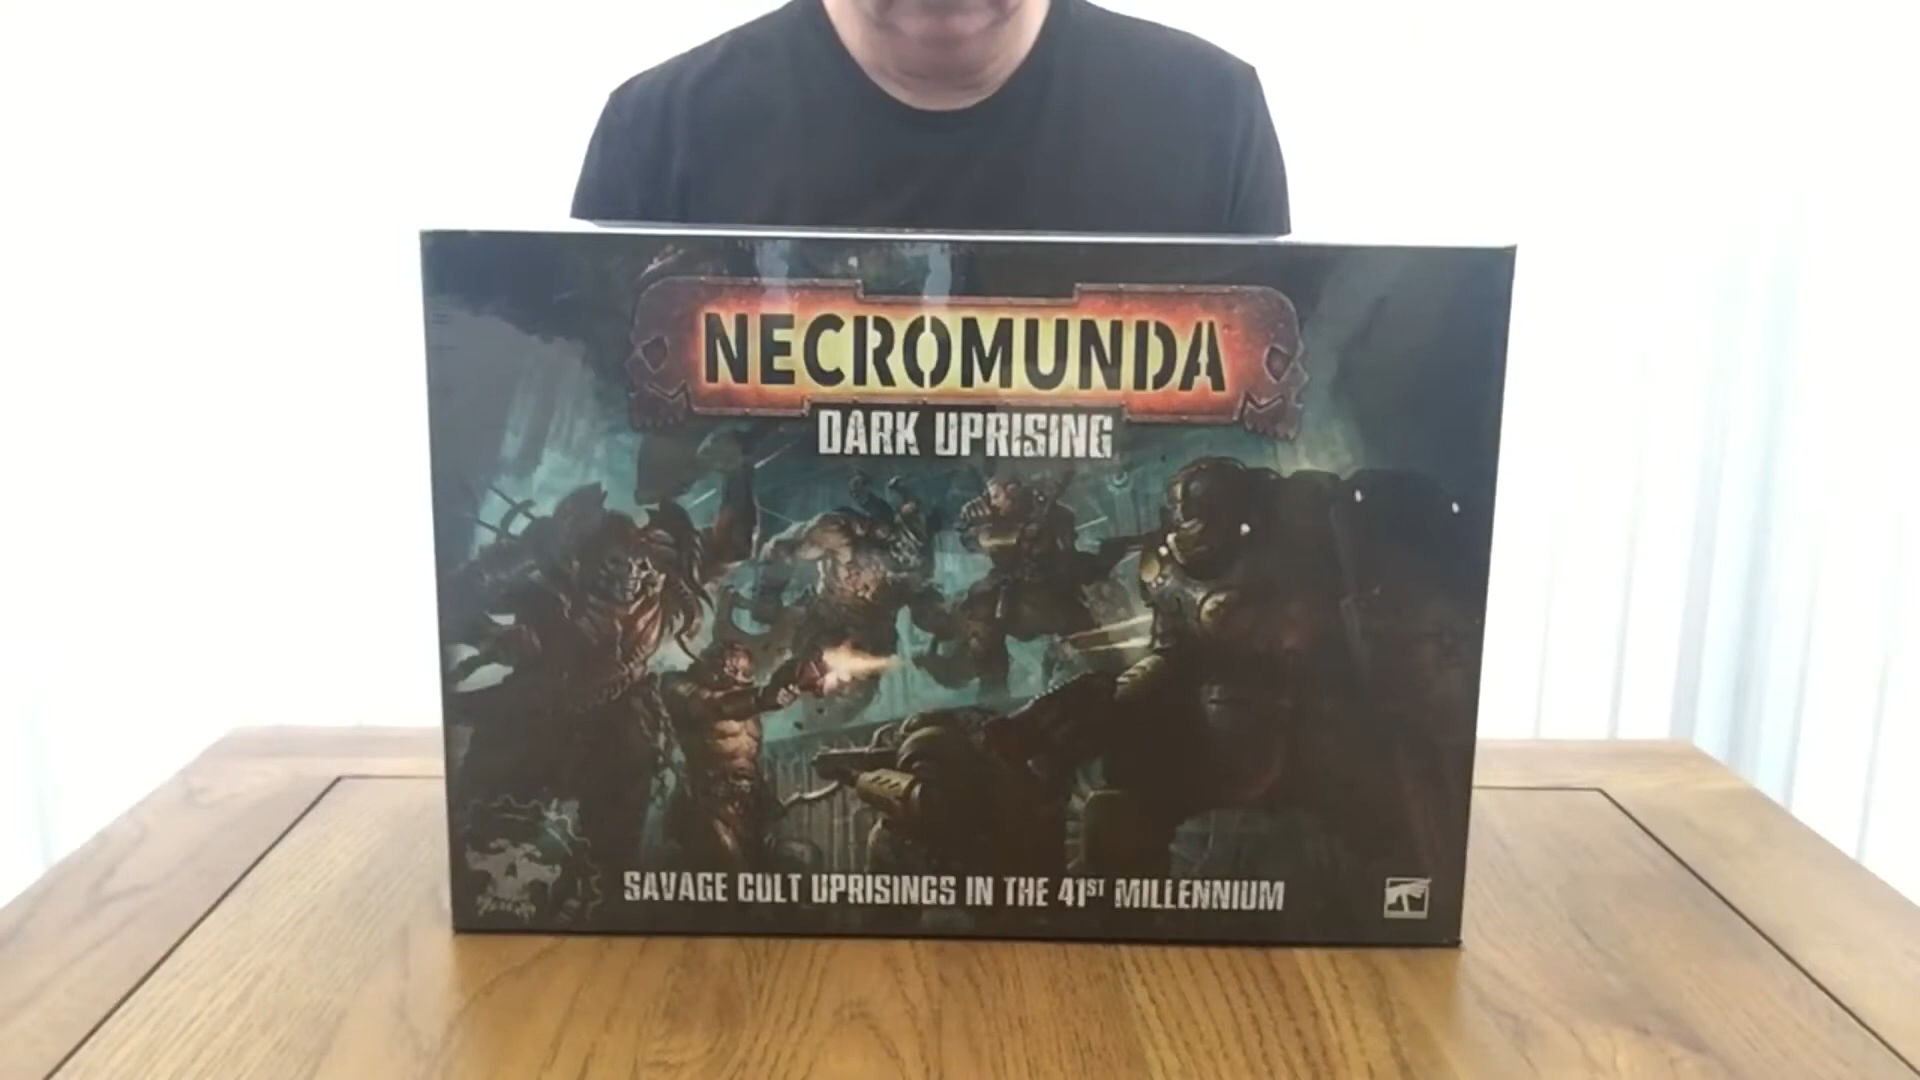 NECROMUNDA
DARK UPRISING
SAVAGE CULT UPRISINGS IN THE 41ST MILLENNIUM